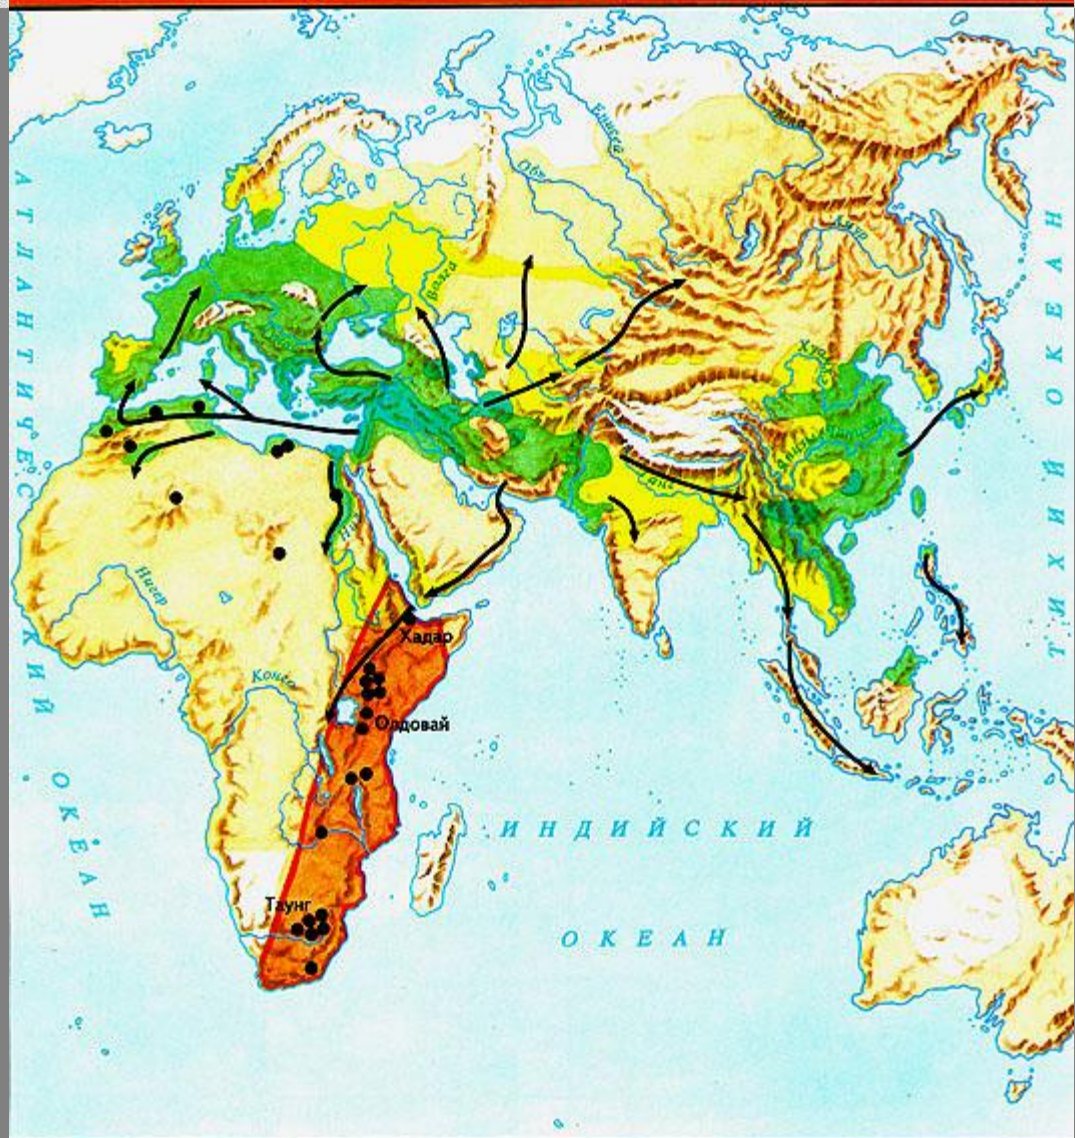 АТЛАНТИЧЕСКИЙ ОКЕАН
ТИХИЙ ОКЕАН
Енисей
Обь
Амур
Волга
Хуанхэ
Янцзы
Ганг
Нил
Нигер
Конго
Хадар
Олдовай
Таунг
ИНДИЙСКИЙ
ОКЕАН